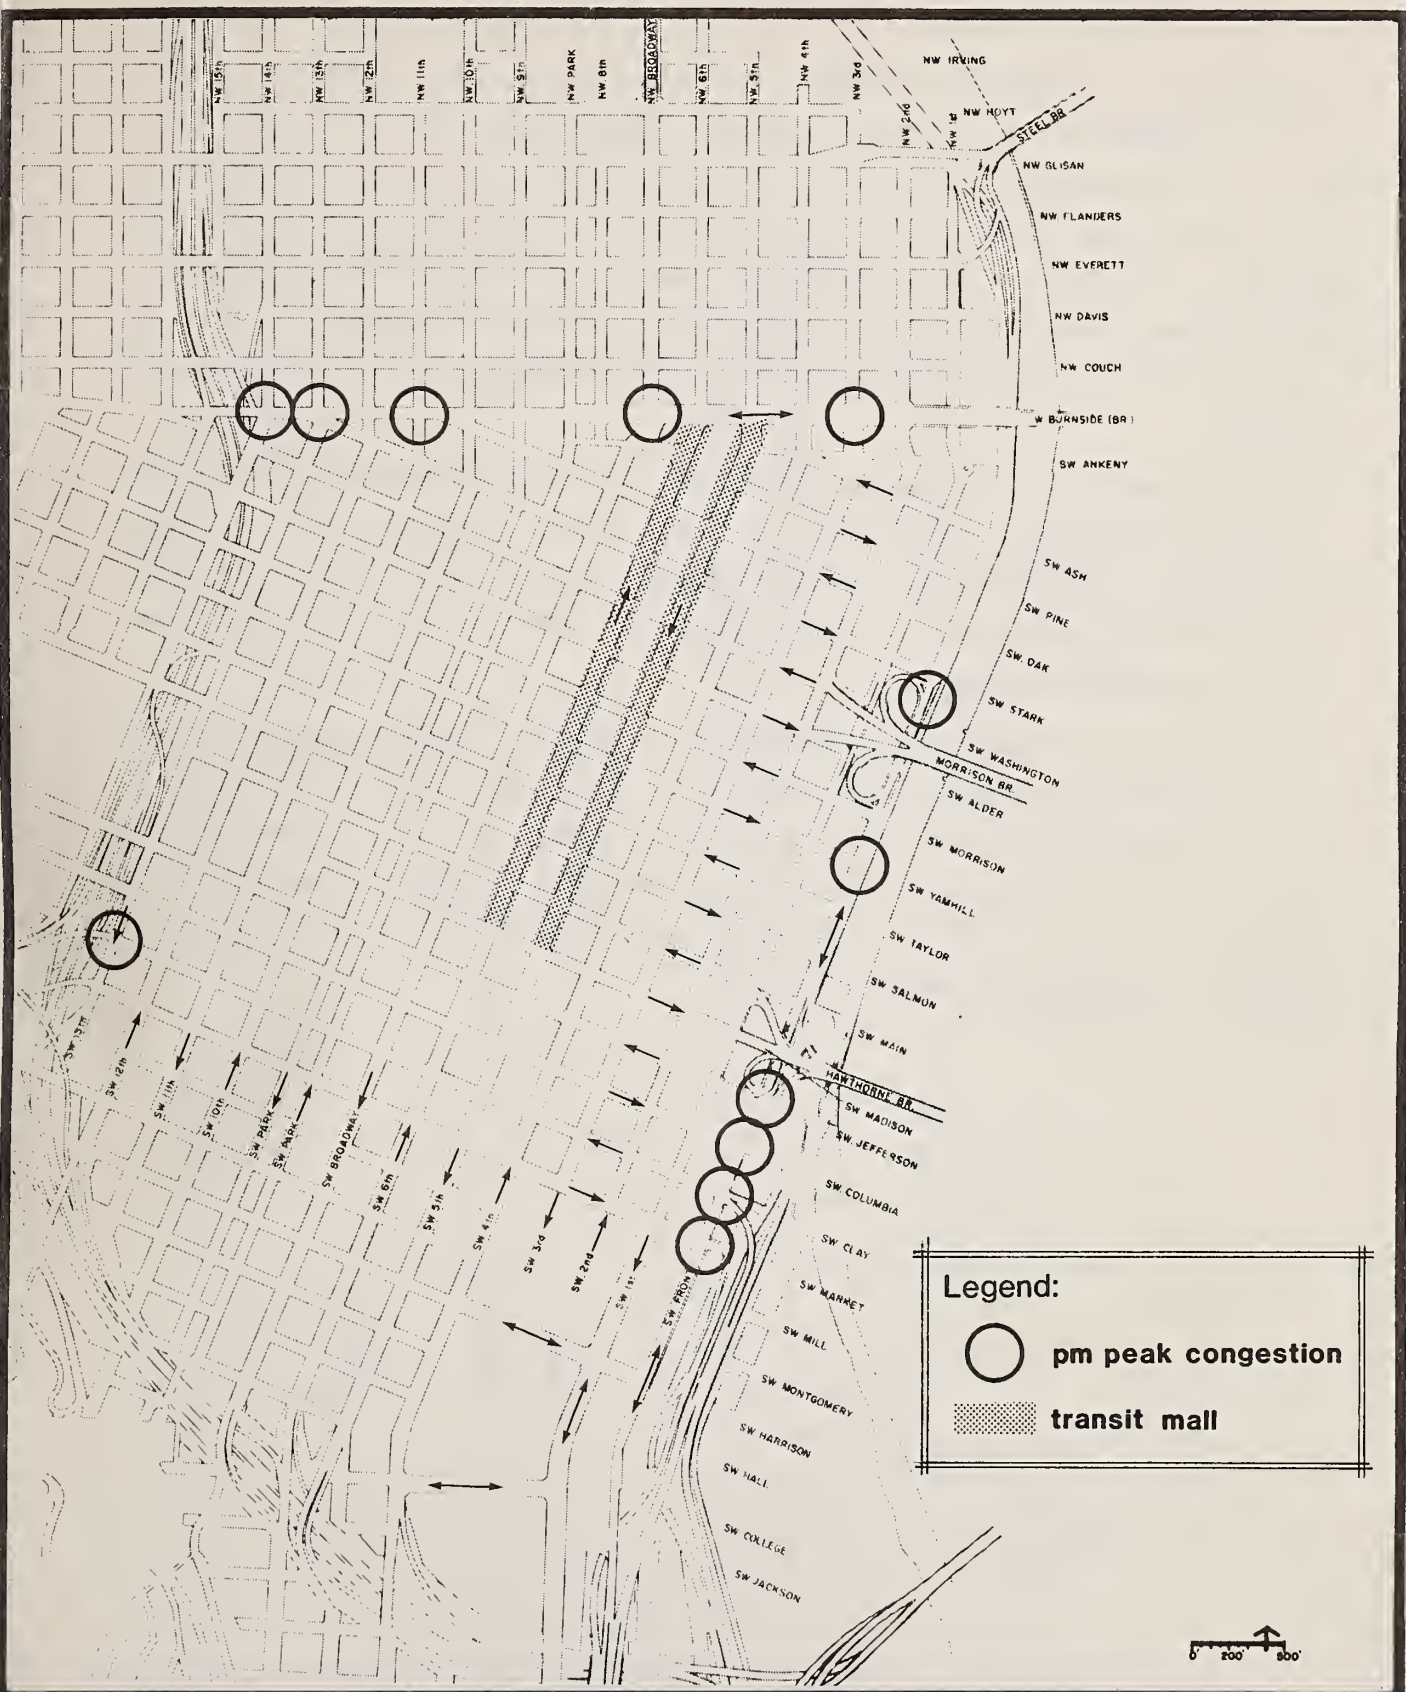 NW 15th
NW 14th
NW 13th
NW 12th
NW 11th
NW 10th
NW 9th
NW PARK
NW 8th
NW BROADWAY
NW 6th
NW 5th
NW 4th
NW 3rd
NW 2nd
NW 1st
NW IRVING
NW HOYT
STEEL BR.
NW GLISAN
NW FLANDERS
NW EVERETT
NW DAVIS
NW COUCH
W BURNSIDE (BR)
SW ANKENY
SW ASH
SW PINE
SW OAK
SW STARK
SW WASHINGTON
MORRISON BR.
SW ALDER
SW MORRISON
SW YAMHILL
SW TAYLOR
SW SALMON
SW MAIN
HAWTHORNE BR.
SW MADISON
SW JEFFERSON
SW COLUMBIA
SW CLAY
SW MARKET
SW MILL
SW MONTGOMERY
SW HARRISON
SW HALL
SW COLLEGE
SW JACKSON
SW 13th
SW 12th
SW 11th
SW 10th
SW PARK
SW PARK
SW BROADWAY
SW 6th
SW 5th
SW 4th
SW 3rd
SW 2nd
SW 1st
SW FRONT
Legend:
pm peak congestion
transit mall
0 200' 500'